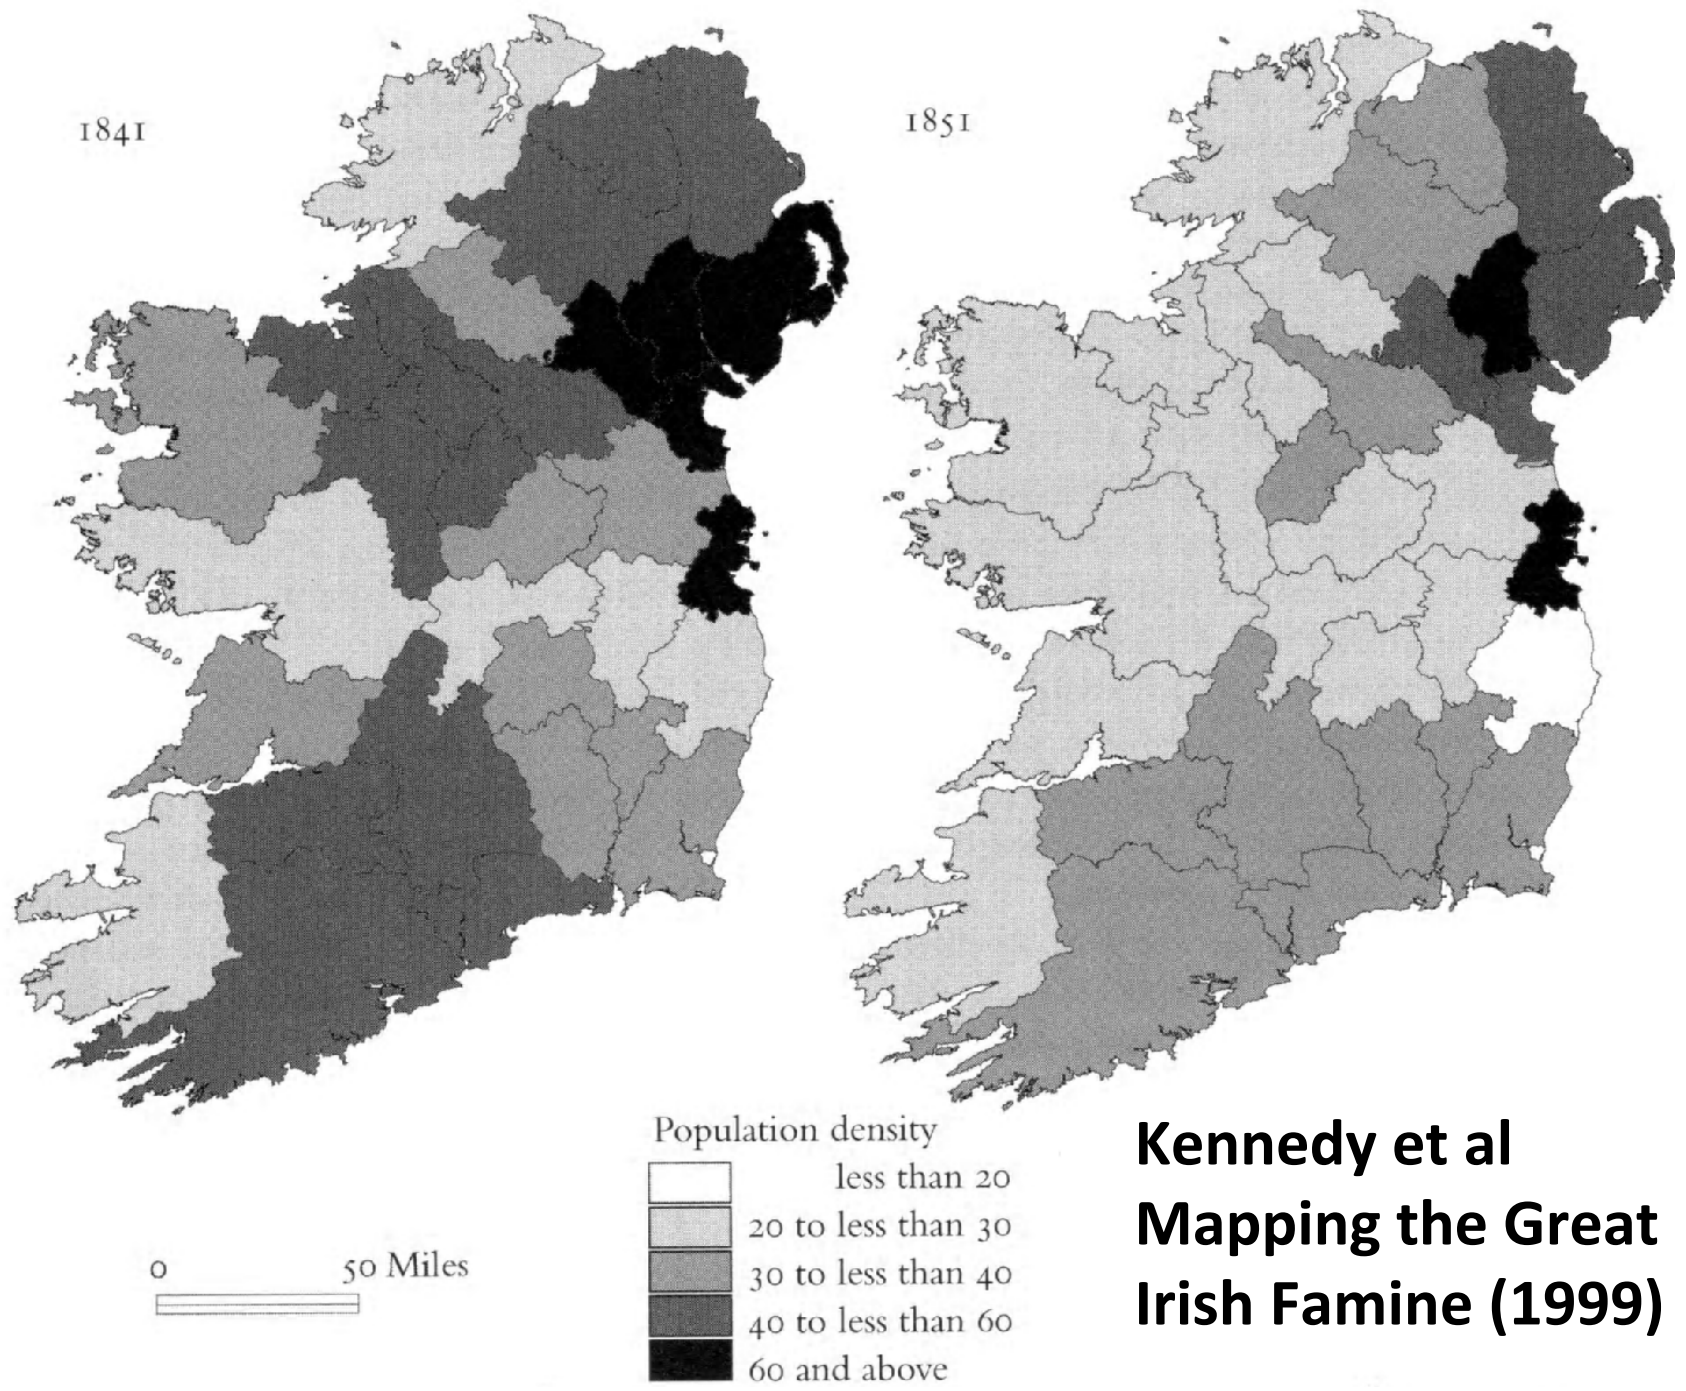 1841
1851
Population density
less than 20
20 to less than 30
30 to less than 40
40 to less than 60
60 and above
0 50 Miles
Kennedy et al
Mapping the Great
Irish Famine (1999)